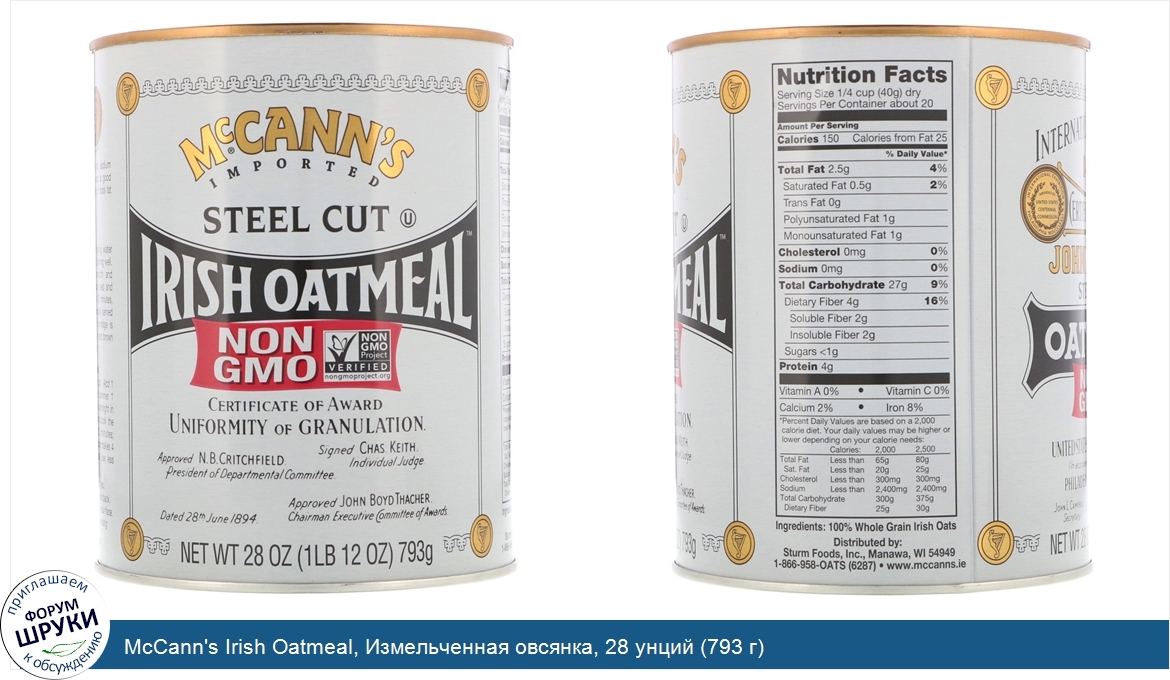 McCANN'S
IMPORTED
STEEL CUT U
IRISH OATMEAL™
NON
GMO
NON
GMO
Project
VERIFIED
nongmoproject.org
CERTIFICATE OF AWARD
UNIFORMITY OF GRANULATION.
Signed CHAS. KEITH.
Individual Judge
Approved N.B. CRITCHFIELD
President of Departmental Committee.
Approved JOHN BOYD THACHER.
Chairman Executive Committee of Awards.
Dated 28th June 1894.
NET WT 28 OZ (1LB 12 OZ) 793g
Nutrition Facts
Serving Size 1/4 cup (40g) dry
Servings Per Container about 20
Amount Per Serving
Calories 150 Calories from Fat 25
% Daily Value*
Total Fat 2.5g 4%
Saturated Fat 0.5g 2%
Trans Fat 0g
Polyunsaturated Fat 1g
Monounsaturated Fat 1g
Cholesterol 0mg 0%
Sodium 0mg 0%
Total Carbohydrate 27g 9%
Dietary Fiber 4g 16%
Soluble Fiber 2g
Insoluble Fiber 2g
Sugars <1g
Protein 4g
Vitamin A 0% • Vitamin C 0%
Calcium 2% • Iron 8%
*Percent Daily Values are based on a 2,000
calorie diet. Your daily values may be higher or
lower depending on your calorie needs:
Calories: 2,000 2,500
Total Fat Less than 65g 80g
Sat. Fat Less than 20g 25g
Cholesterol Less than 300mg 300mg
Sodium Less than 2,400mg 2,400mg
Total Carbohydrate 300g 375g
Dietary Fiber 25g 30g
Ingredients: 100% Whole Grain Irish Oats
Distributed by:
Sturm Foods, Inc., Manawa, WI 54949
1-866-958-OATS (6287) • www.mccanns.ie
MEAL™
793g
INTERNAT
JOHN
ST
OAT
UNITED STAT
PHILAD
NET WT 28
приглашаем
ФОРУМ
ШРУКИ
к обсуждению
McCann's Irish Oatmeal, Измельченная овсянка, 28 унций (793 г)